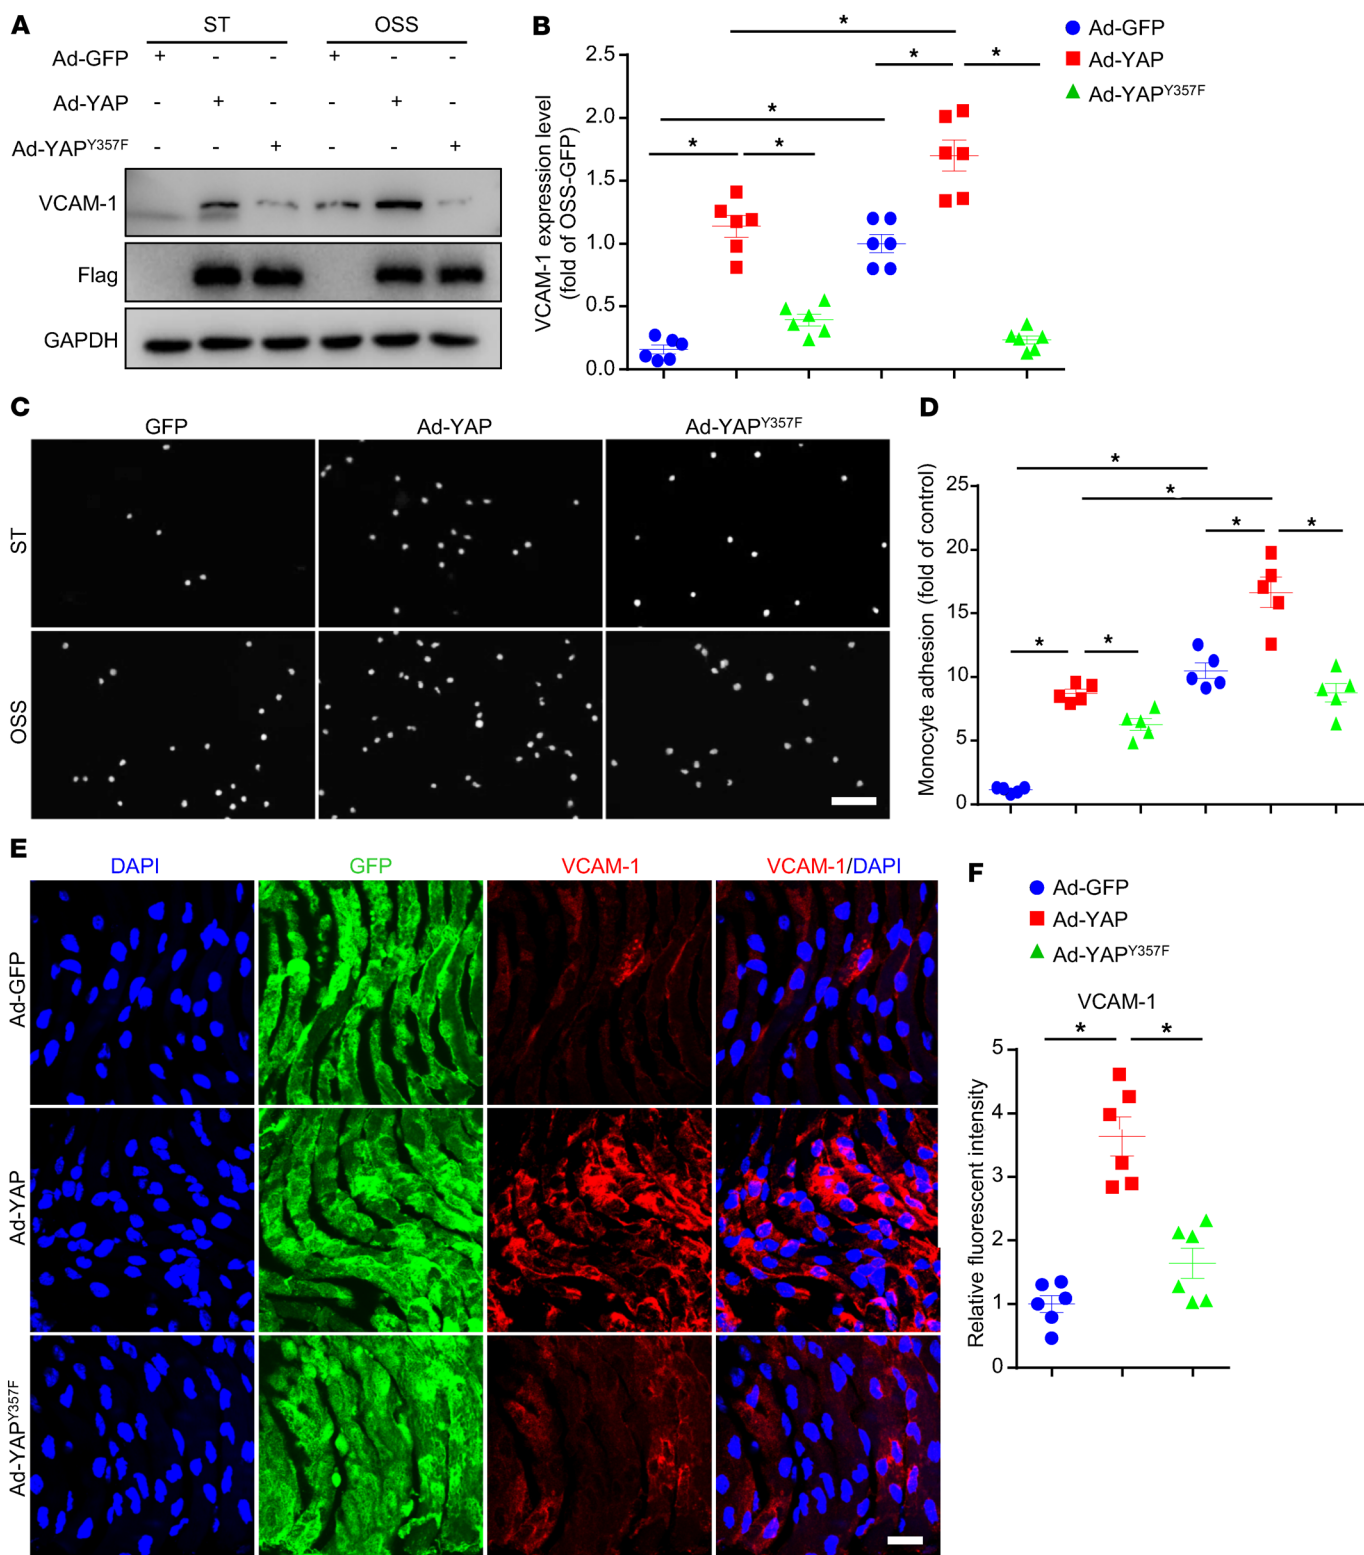 A
ST OSS
Ad-GFP + - - + - -
Ad-YAP - + - - + -
Ad-YAPY357F - - + - - +
VCAM-1
Flag
GAPDH
B
VCAM-1 expression level
(fold of OSS-GFP)
2.5
2.0
1.5
1.0
0.5
0.0
* * * * * * *
Ad-GFP
Ad-YAP
Ad-YAPY357F
C
GFP Ad-YAP Ad-YAPY357F
ST
OSS
D
Monocyte adhesion (fold of control)
25
20
15
10
5
0
* * * * * *
E
DAPI GFP VCAM-1 VCAM-1/DAPI
Ad-GFP
Ad-YAP
Ad-YAPY357F
F
Ad-GFP
Ad-YAP
Ad-YAPY357F
VCAM-1
* *
Relative fluorescent intensity
5
4
3
2
1
0